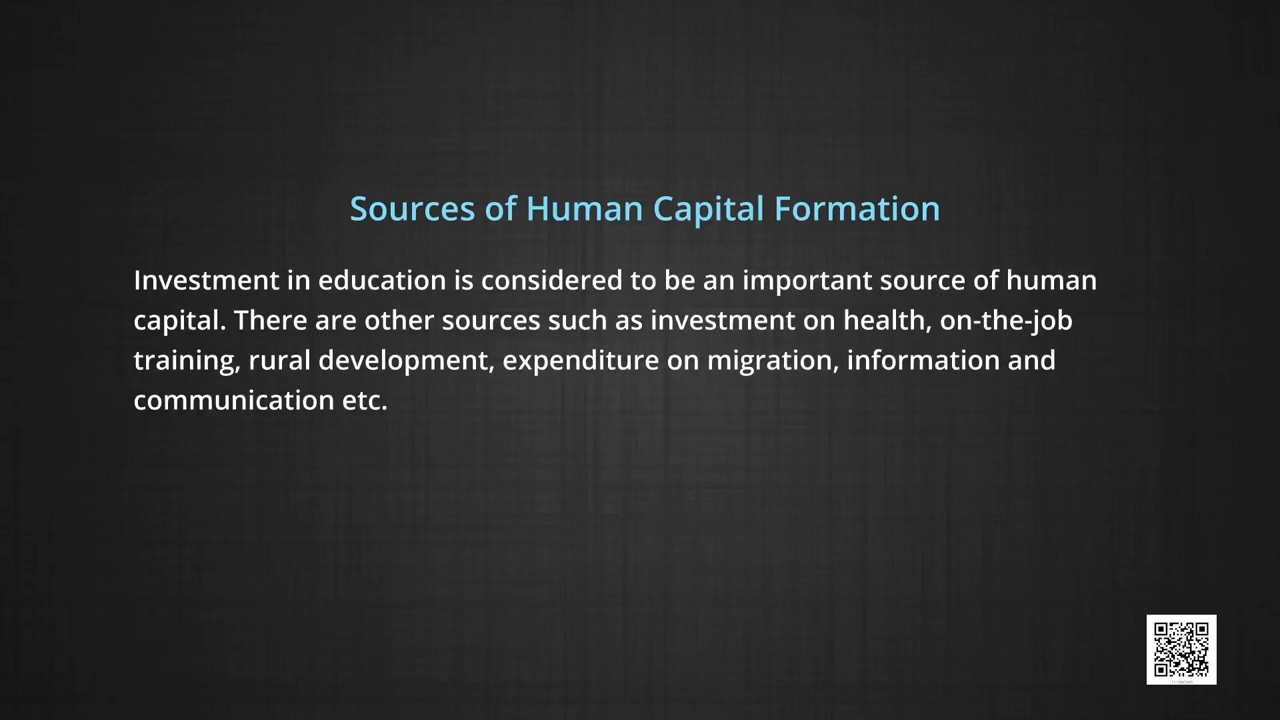 Sources of Human Capital Formation
Investment in education is considered to be an important source of human
capital. There are other sources such as investment on health, on-the-job
training, rural development, expenditure on migration, information and
communication etc.